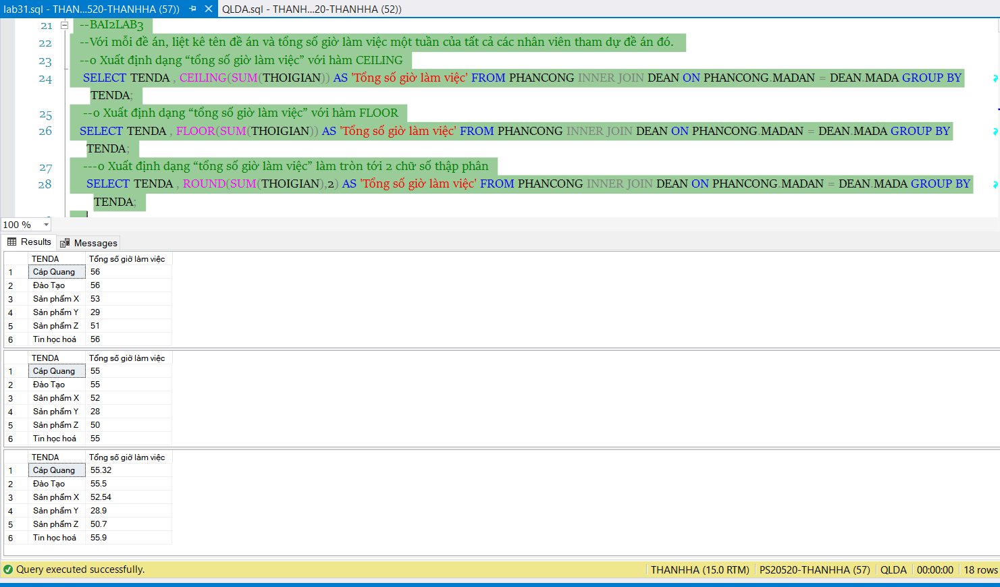 lab31.sql - THAN...520-THANHHA (57))
QLDA.sql - THANH...20-THANHHA (52))
21 --BAI2LAB3
22 --Với mỗi đề án, liệt kê tên đề án và tổng số giờ làm việc một tuần của tất cả các nhân viên tham dự đề án đó.
23 --o Xuất định dạng “tổng số giờ làm việc” với hàm CEILING
24 SELECT TENDA , CEILING(SUM(THOIGIAN)) AS 'Tổng số giờ làm việc' FROM PHANCONG INNER JOIN DEAN ON PHANCONG.MADAN = DEAN.MADA GROUP BY
TENDA;
25 --o Xuất định dạng “tổng số giờ làm việc” với hàm FLOOR
26 SELECT TENDA , FLOOR(SUM(THOIGIAN)) AS 'Tổng số giờ làm việc' FROM PHANCONG INNER JOIN DEAN ON PHANCONG.MADAN = DEAN.MADA GROUP BY
TENDA;
27 ---o Xuất định dạng “tổng số giờ làm việc” làm tròn tới 2 chữ số thập phân
28 SELECT TENDA , ROUND(SUM(THOIGIAN),2) AS 'Tổng số giờ làm việc' FROM PHANCONG INNER JOIN DEAN ON PHANCONG.MADAN = DEAN.MADA GROUP BY
TENDA;
100 %
Results Messages
TENDA Tổng số giờ làm việc
1 Cáp Quang 56
2 Đào Tạo 56
3 Sản phẩm X 53
4 Sản phẩm Y 29
5 Sản phẩm Z 51
6 Tin học hoá 56
TENDA Tổng số giờ làm việc
1 Cáp Quang 55
2 Đào Tạo 55
3 Sản phẩm X 52
4 Sản phẩm Y 28
5 Sản phẩm Z 50
6 Tin học hoá 55
TENDA Tổng số giờ làm việc
1 Cáp Quang 55.32
2 Đào Tạo 55.5
3 Sản phẩm X 52.54
4 Sản phẩm Y 28.9
5 Sản phẩm Z 50.7
6 Tin học hoá 55.9
Query executed successfully. THANHHA (15.0 RTM) PS20520-THANHHA (57) QLDA 00:00:00 18 rows